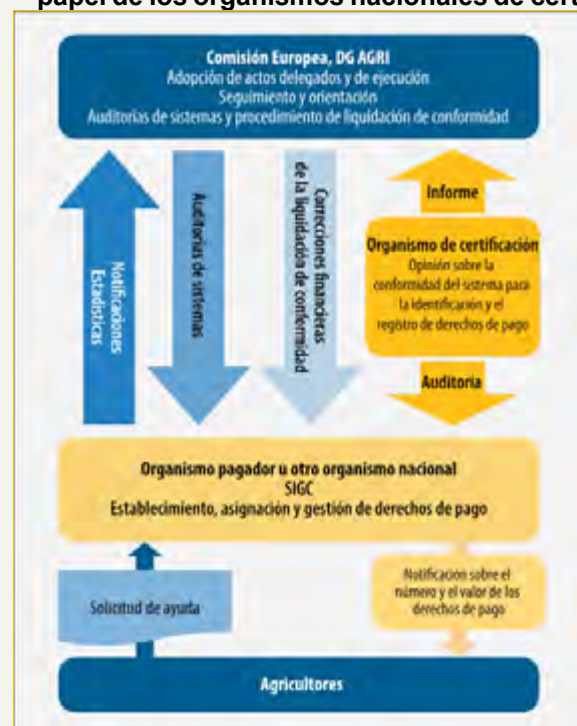 papel de los organismos nacionales de cert
Comisión Europea, DG AGRI
Adopción de actos delegados y de ejecución
Seguimiento y orientación
Auditorías de sistemas y procedimiento de liquidación de conformidad
Notificaciones
Estadísticas
Auditorías de sistemas
Correcciones financieras
de la liquidación de conformidad
Informe
Organismo de certificación
Opinión sobre la
conformidad del sistema para
la identificación y el
registro de derechos de pago
Auditoría
Organismo pagador u otro organismo nacional
SIGC
Establecimiento, asignación y gestión de derechos de pago
Solicitud de ayuda
Notificación sobre el
número y el valor de los
derechos de pago
Agricultores